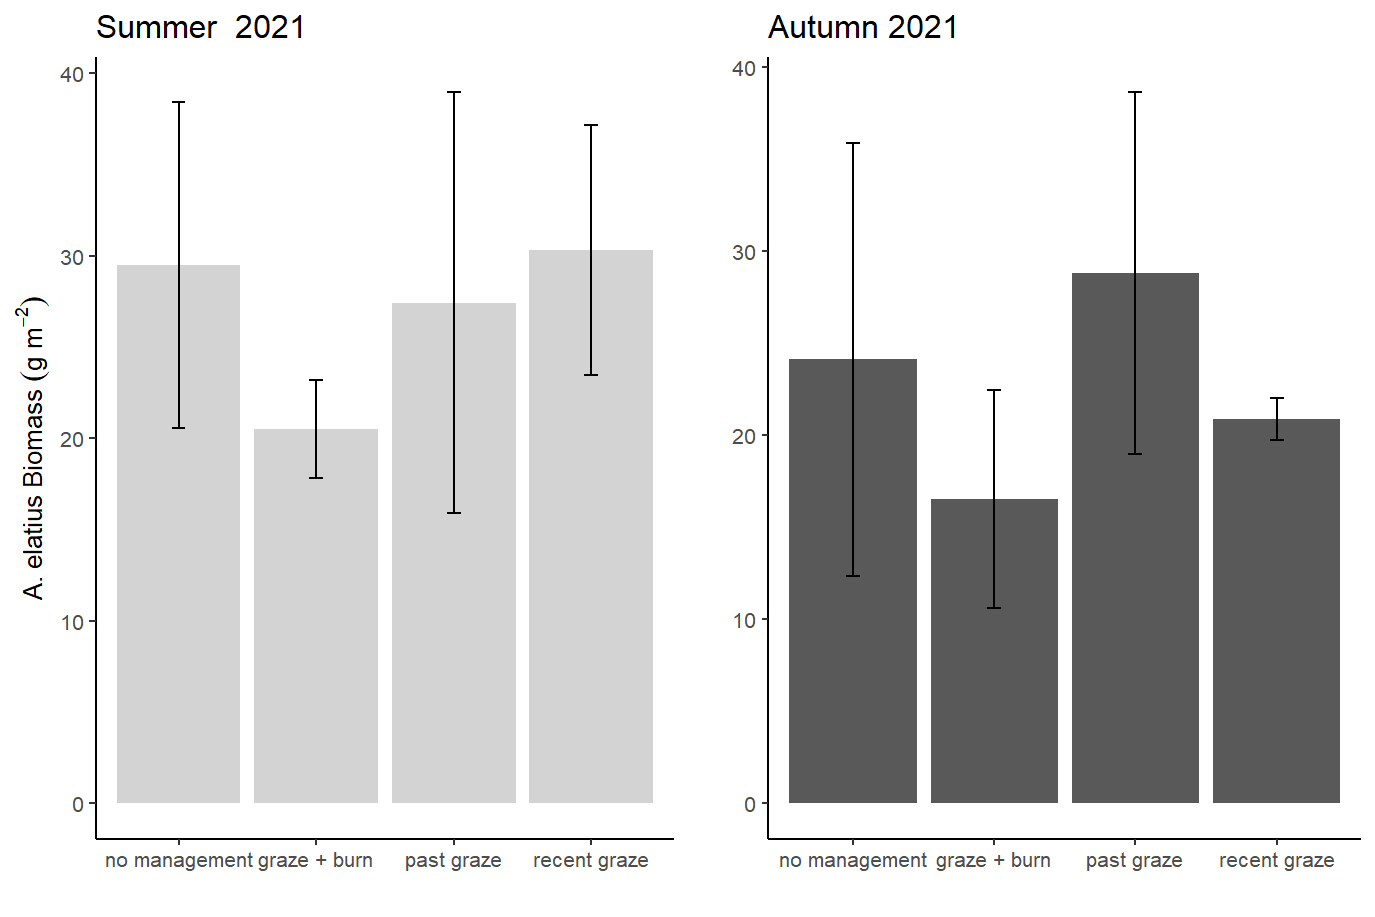 Summer  2021
A. elatius Biomass (g m⁻²)
40
30
20
10
0
no management graze + burn past graze recent graze
Autumn 2021
40
30
20
10
0
no management graze + burn past graze recent graze